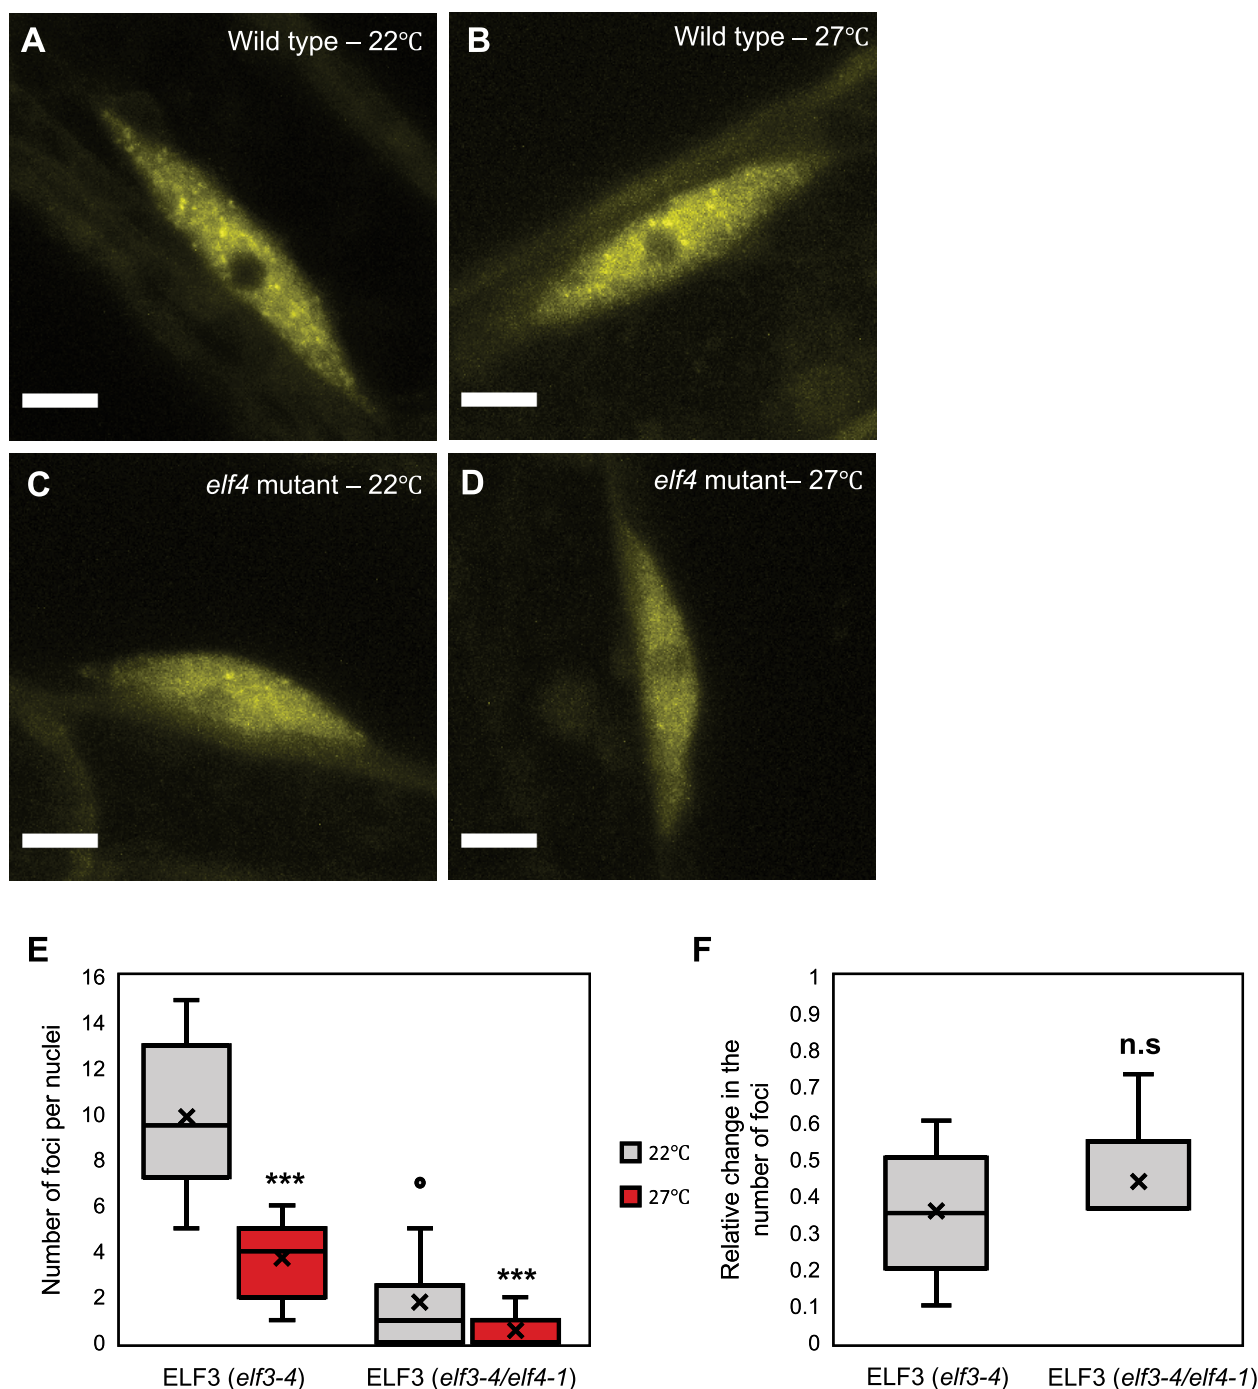 A
Wild type – 22℃
B
Wild type – 27℃
C
elf4 mutant – 22℃
D
elf4 mutant– 27℃
E
Number of foci per nuclei
16
14
12
10
8
6
4
2
0
***
***
ELF3 (elf3-4)
ELF3 (elf3-4/elf4-1)
22℃
27℃
F
Relative change in the
number of foci
1
0.9
0.8
0.7
0.6
0.5
0.4
0.3
0.2
0.1
0
n.s
ELF3 (elf3-4)
ELF3 (elf3-4/elf4-1)